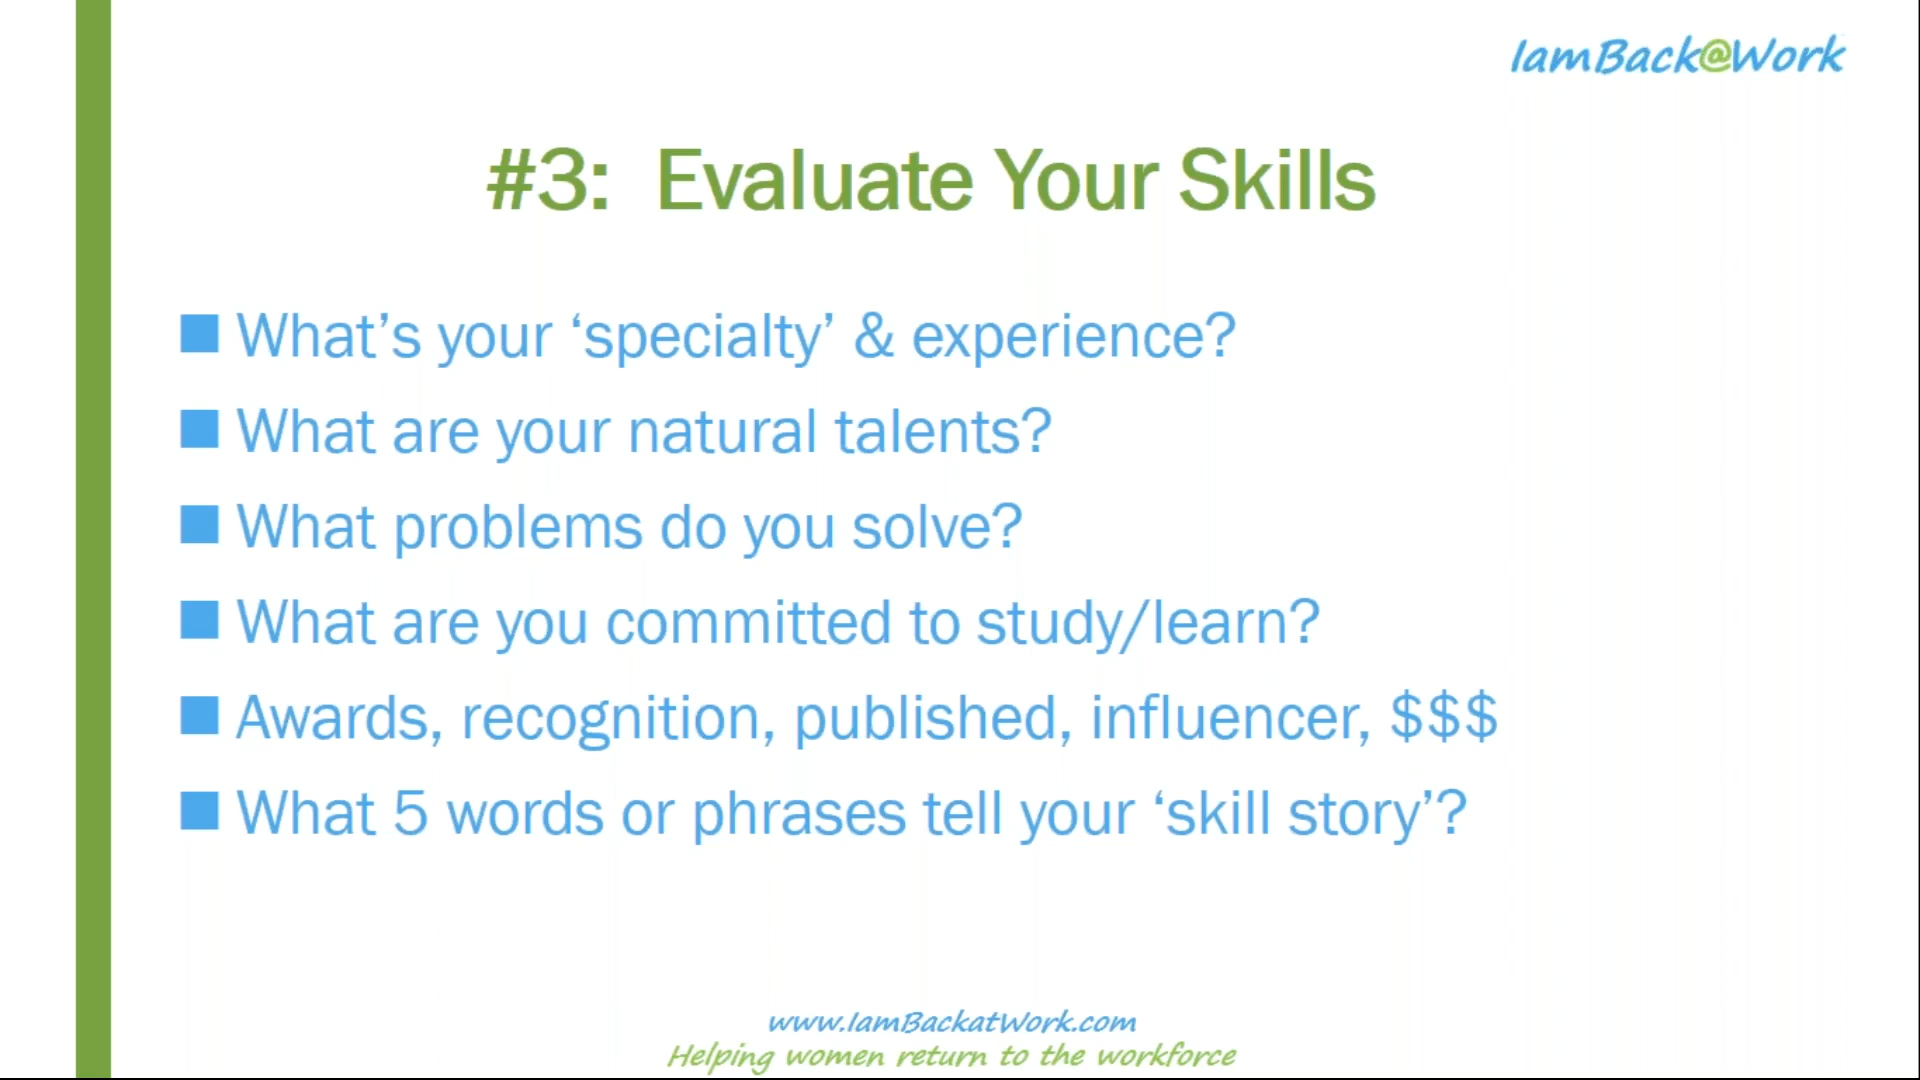 IamBack@Work
#3:  Evaluate Your Skills
What’s your ‘specialty’ & experience?
What are your natural talents?
What problems do you solve?
What are you committed to study/learn?
Awards, recognition, published, influencer, $$$
What 5 words or phrases tell your ‘skill story’?
www.IamBackatWork.com
Helping women return to the workforce